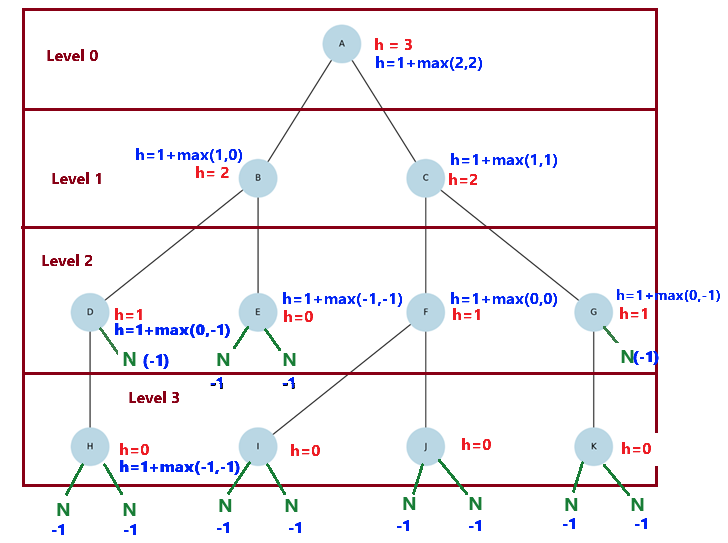 A
h = 3
Level 0
h=1+max(2,2)
h=1+max(1,0)
h=1+max(1,1)
Level 1
h= 2
B
C
h=2
Level 2
h=1+max(-1,-1)
h=1+max(0,0)
h=1+max(0,-1)
D
h=1
E
h=0
F
h=1
G
h=1
h=1+max(0,-1)
N (-1)
N
N
N(-1)
-1
-1
Level 3
H
h=0
I
h=0
J
h=0
K
h=0
h=1+max(-1,-1)
N
N
N
N
N
N
N
N
-1
-1
-1
-1
-1
-1
-1
-1